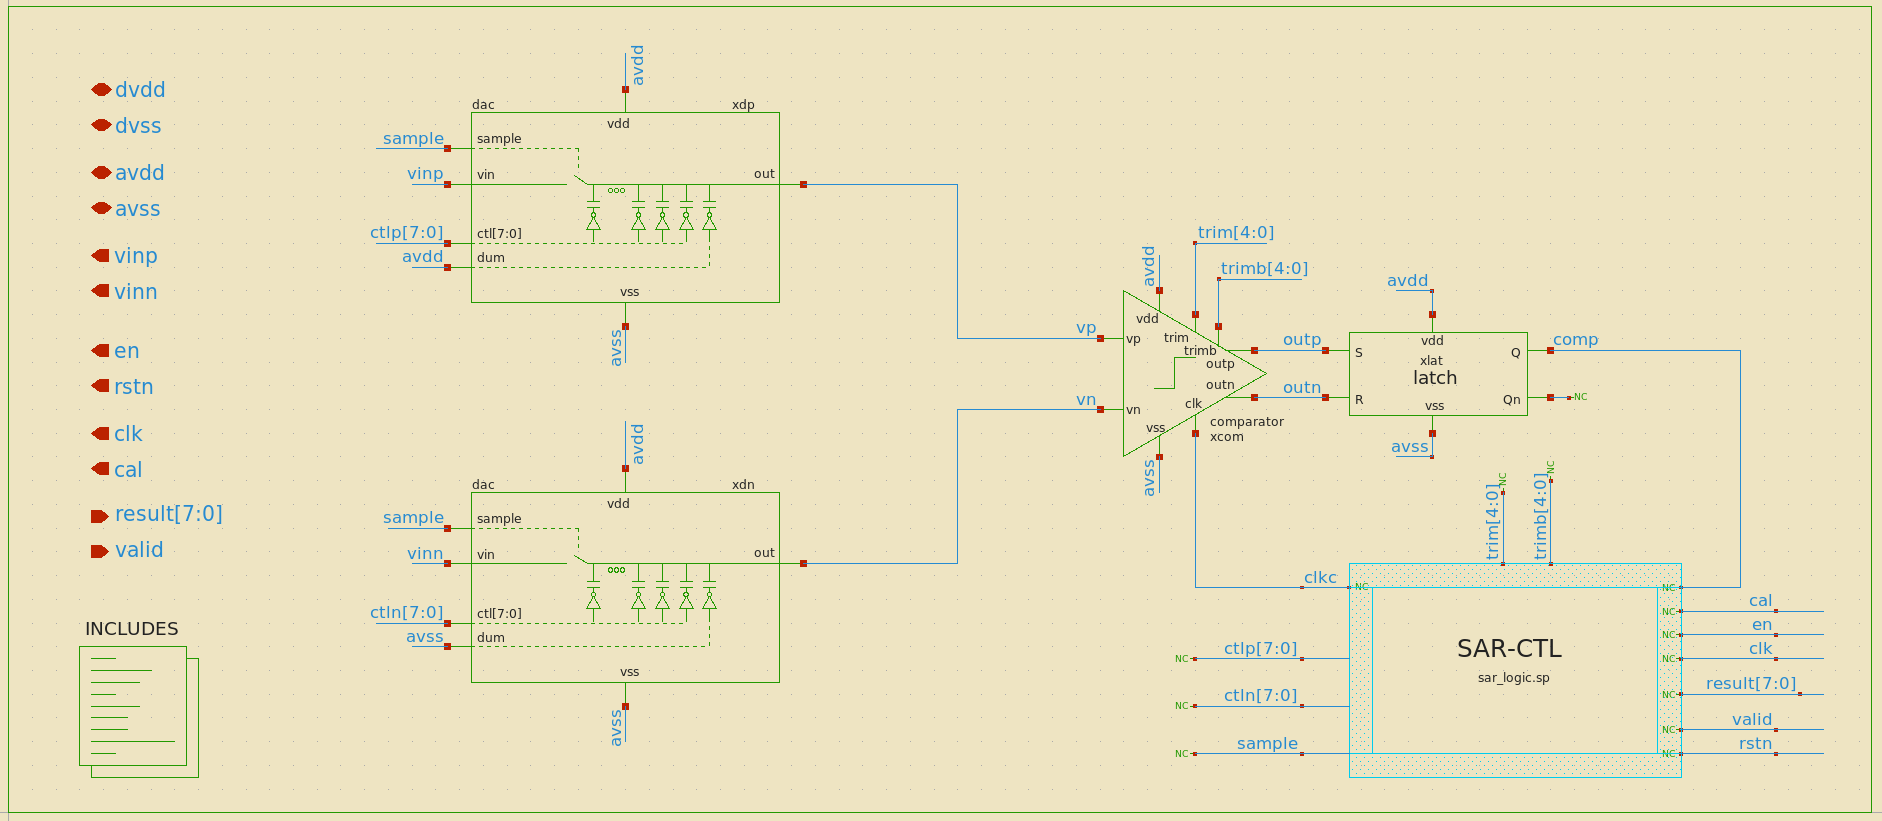 dvdd
dvss
avdd
avss
vinp
vinn
en
rstn
clk
cal
result[7:0]
valid
INCLUDES
avdd
dac
xdp
vdd
sample
sample
vinp
vin
out
ctlp[7:0]
ctl[7:0]
avdd
dum
vss
avss
avdd
dac
xdn
vdd
sample
sample
vinn
vin
out
ctln[7:0]
ctl[7:0]
avss
dum
vss
avss
trim[4:0]
avdd
trimb[4:0]
vdd
vp
vp
trim
trimb
outp
outp
outn
outn
vn
vn
clk
vss
avss
comparator
xcom
avdd
vdd
S
Q
xlat
latch
R
Qn
NC
vss
avss
comp
NC
NC
trim[4:0]
trimb[4:0]
clkc
NC
NC
cal
NC
en
NC
clk
NC
result[7:0]
NC
valid
NC
rstn
NC
SAR-CTL
sar_logic.sp
NC
ctlp[7:0]
NC
ctln[7:0]
NC
sample